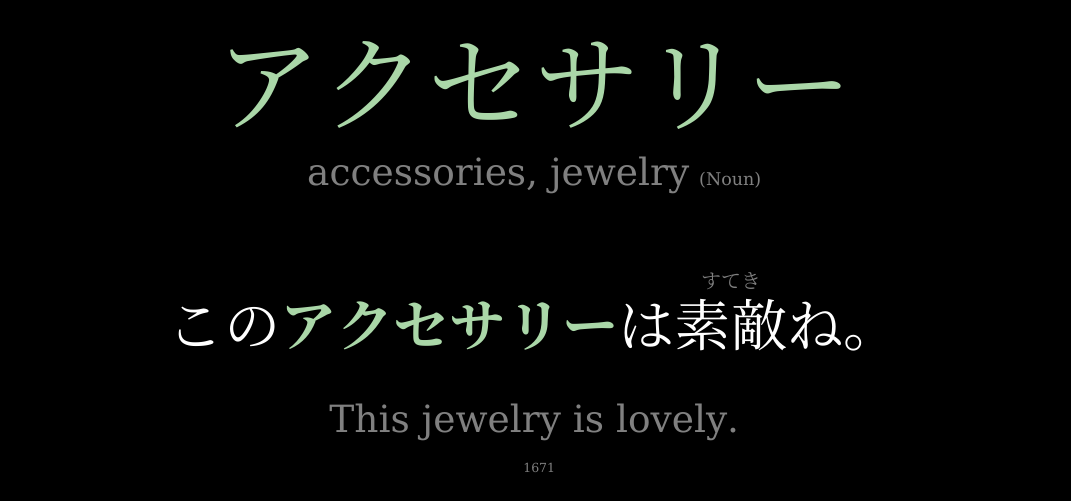 アクセサリー
accessories, jewelry (Noun)
すてき
このアクセサリーは素敵ね。
This jewelry is lovely.
1671